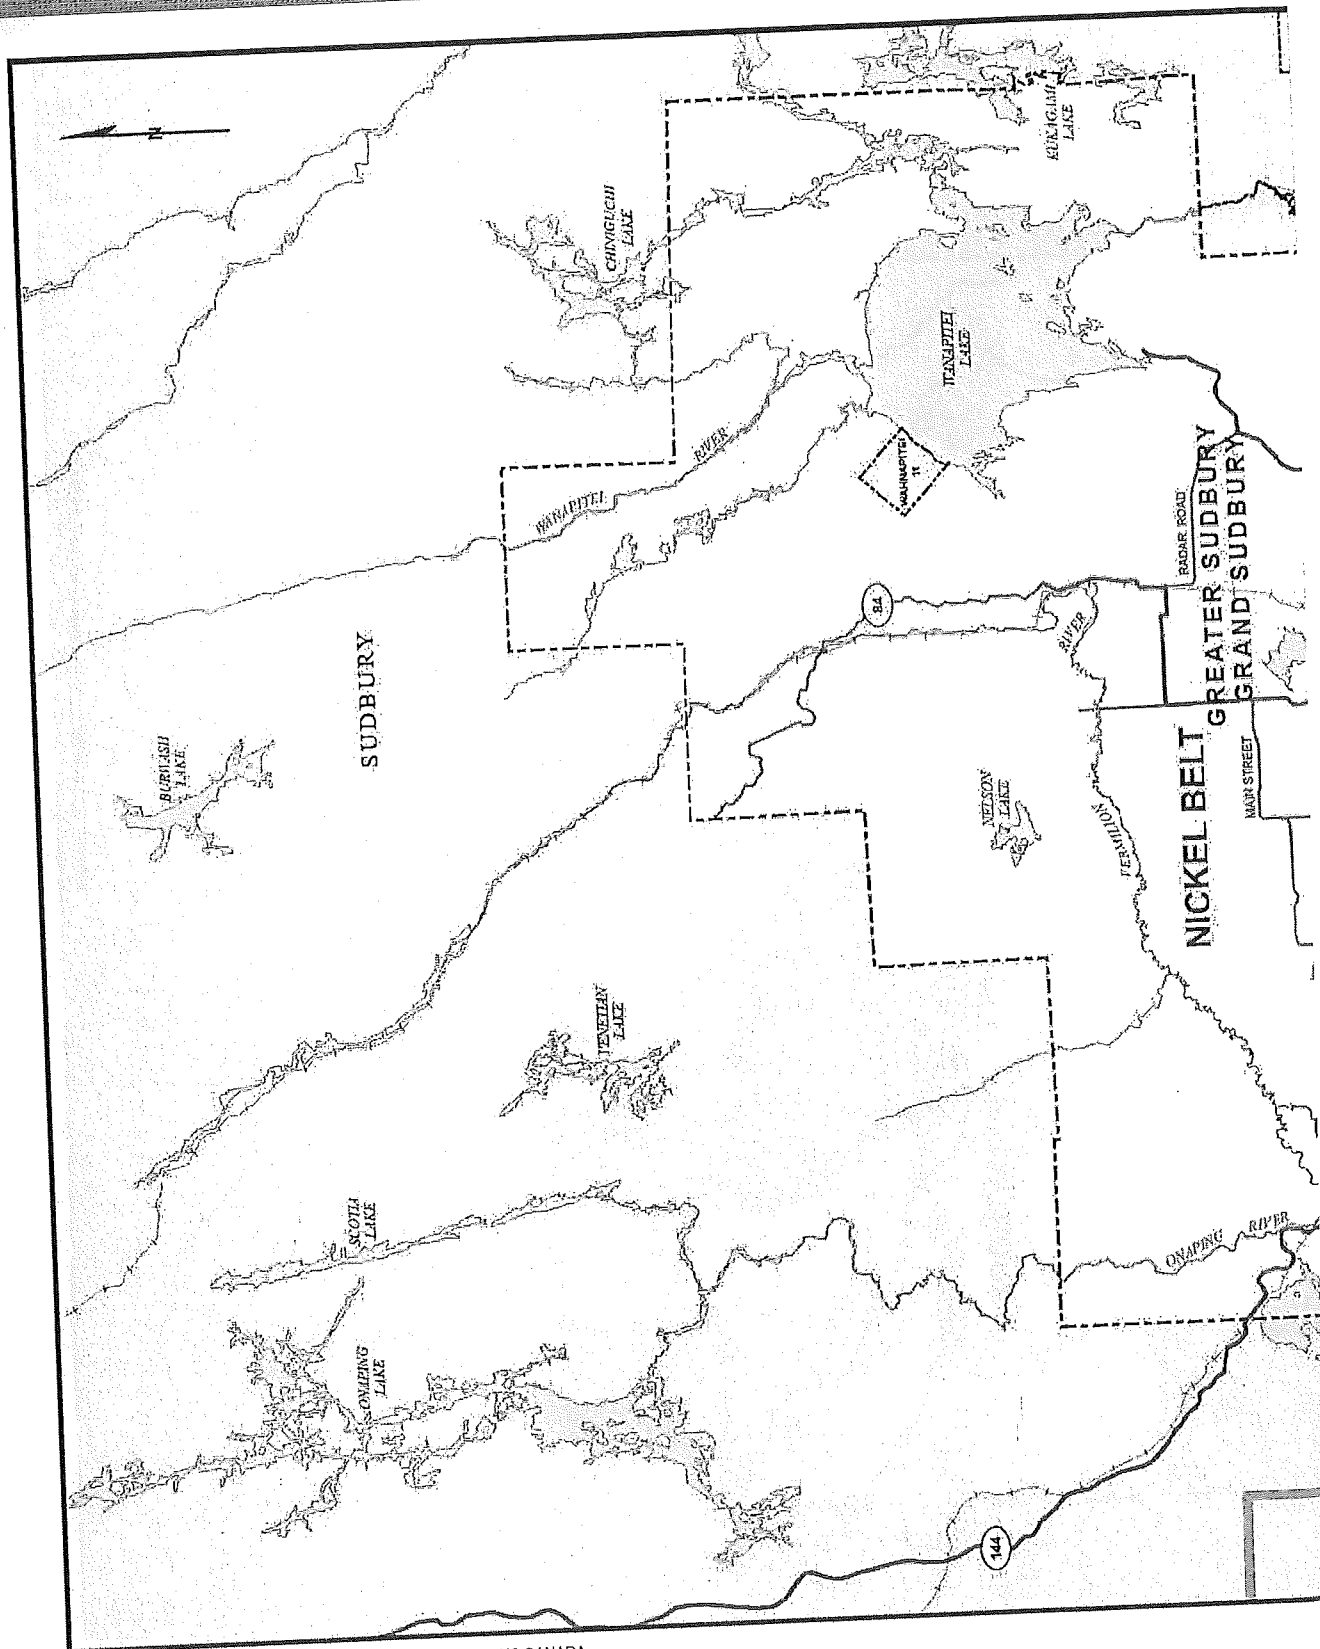 N
CHINIGUCHI
LAKE
KUKAGAMI
LAKE
WANAPITEI
LAKE
WANAPITEI RIVER
WAHNAPITEI
11
SUDBURY
BURWASH
LAKE
84
RADAR ROAD
GREATER SUDBURY
GRAND SUDBURY
NICKEL BELT
MAIN STREET
NELSON
LAKE
VERMILION RIVER
VENETIAN
LAKE
SCOTIA
LAKE
ONAPING
LAKE
ONAPING RIVER
144
CANADA